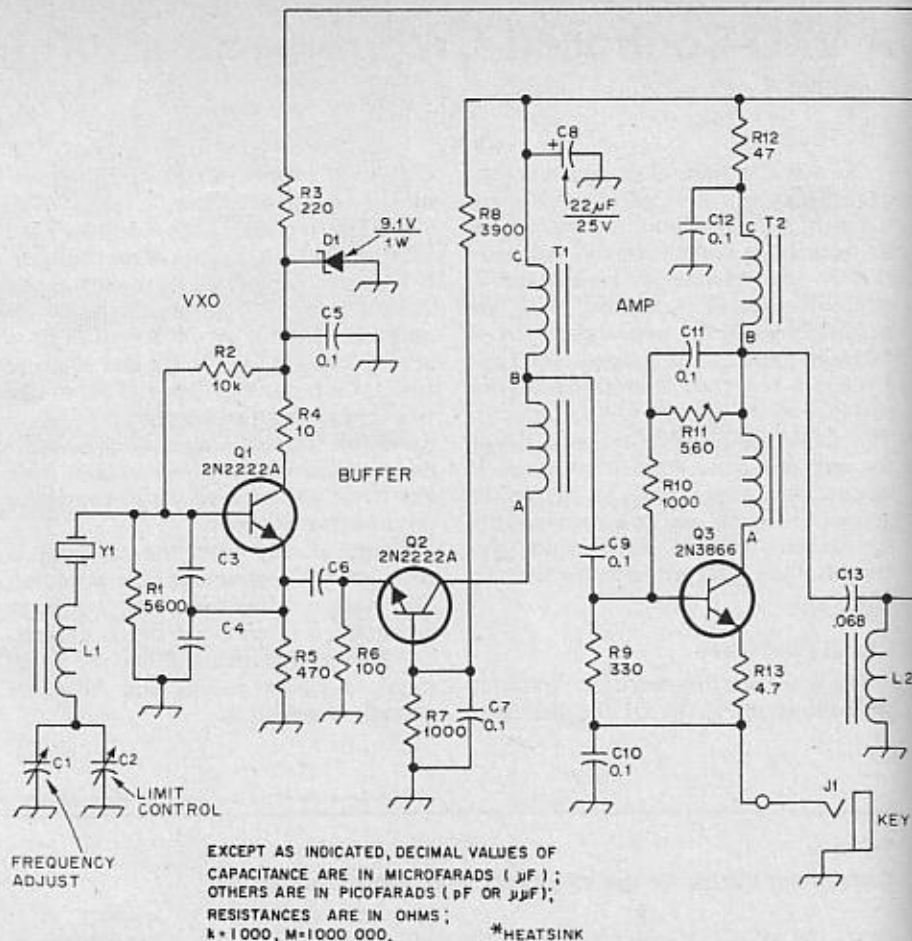 R3
220
D1
9.1V
1W
VXO
C5
0.1
R2
10k
R4
10
Q1
2N2222A
Y1
R1
5600
C3
C4
L1
C1
C2
LIMIT
CONTROL
FREQUENCY
ADJUST
BUFFER
C6
R5
470
R6
100
Q2
2N2222A
R7
1000
C7
0.1
R8
3900
C8
+
22µF
25V
C
T1
B
A
AMP
C9
0.1
R9
330
C10
0.1
R10
1000
C11
0.1
R11
560
R12
47
C12
0.1
C
T2
B
A
Q3
2N3866
R13
4.7
C13
.068
L2
J1
KEY
EXCEPT AS INDICATED, DECIMAL VALUES OF
CAPACITANCE ARE IN MICROFARADS ( µF ) ;
OTHERS ARE IN PICOFARADS ( pF OR µµF);
RESISTANCES ARE IN OHMS ;
k=1000, M=1000 000.
*HEATSINK